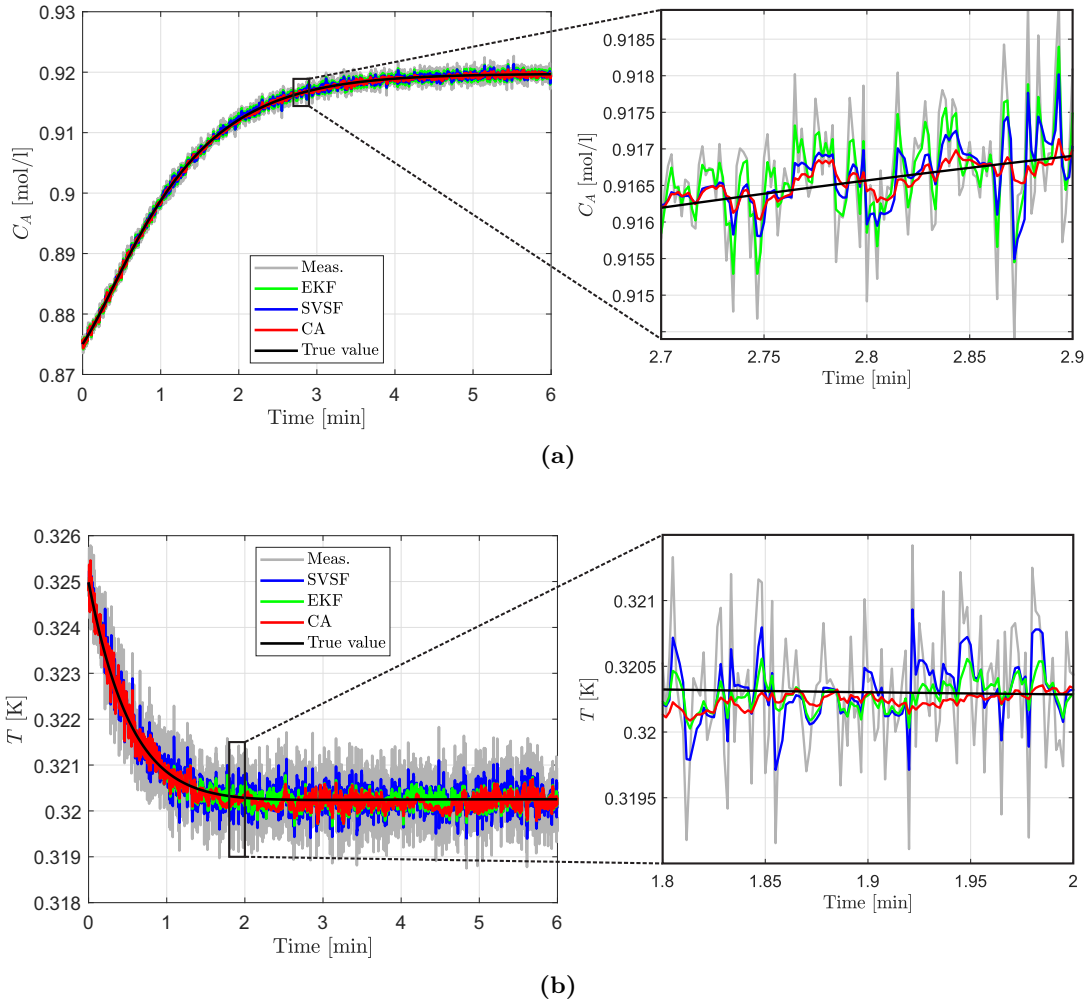 0.93
0.92
0.91
0.9
0.89
0.88
0.87
C_A [mol/l]
0 1 2 3 4 5 6
Time [min]
Meas.
EKF
SVSF
CA
True value
0.9185
0.918
0.9175
0.917
0.9165
0.916
0.9155
0.915
C_A [mol/l]
2.7 2.75 2.8 2.85 2.9
Time [min]
(a)
0.326
0.325
0.324
0.323
0.322
0.321
0.32
0.319
0.318
T [K]
0 1 2 3 4 5 6
Time [min]
Meas.
SVSF
EKF
CA
True value
0.321
0.3205
0.32
0.3195
T [K]
1.8 1.85 1.9 1.95 2
Time [min]
(b)